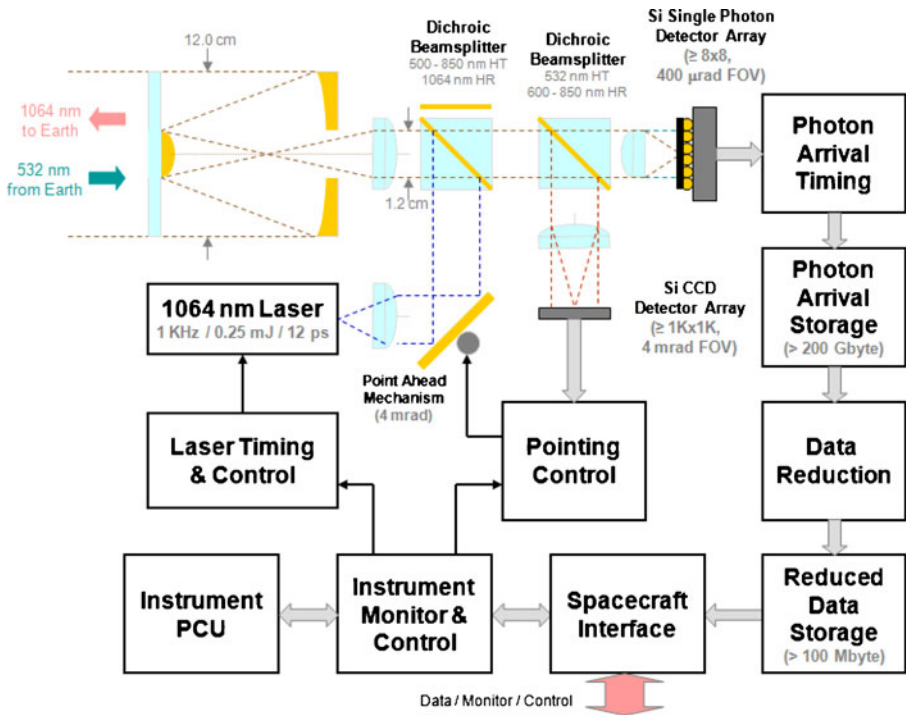 12.0 cm
1064 nm
to Earth
532 nm
from Earth
Dichroic
Beamsplitter
500 - 850 nm HT
1064 nm HR
Dichroic
Beamsplitter
532 nm HT
600 - 850 nm HR
Si Single Photon
Detector Array
(≥ 8x8,
400 μrad FOV)
1.2 cm
Photon
Arrival
Timing
1064 nm Laser
1 KHz / 0.25 mJ / 12 ps
Point Ahead
Mechanism
(4 mrad)
Si CCD
Detector Array
(≥ 1Kx1K,
4 mrad FOV)
Photon
Arrival
Storage
(> 200 Gbyte)
Laser Timing
& Control
Pointing
Control
Data
Reduction
Instrument
PCU
Instrument
Monitor &
Control
Spacecraft
Interface
Reduced
Data
Storage
(> 100 Mbyte)
Data / Monitor / Control